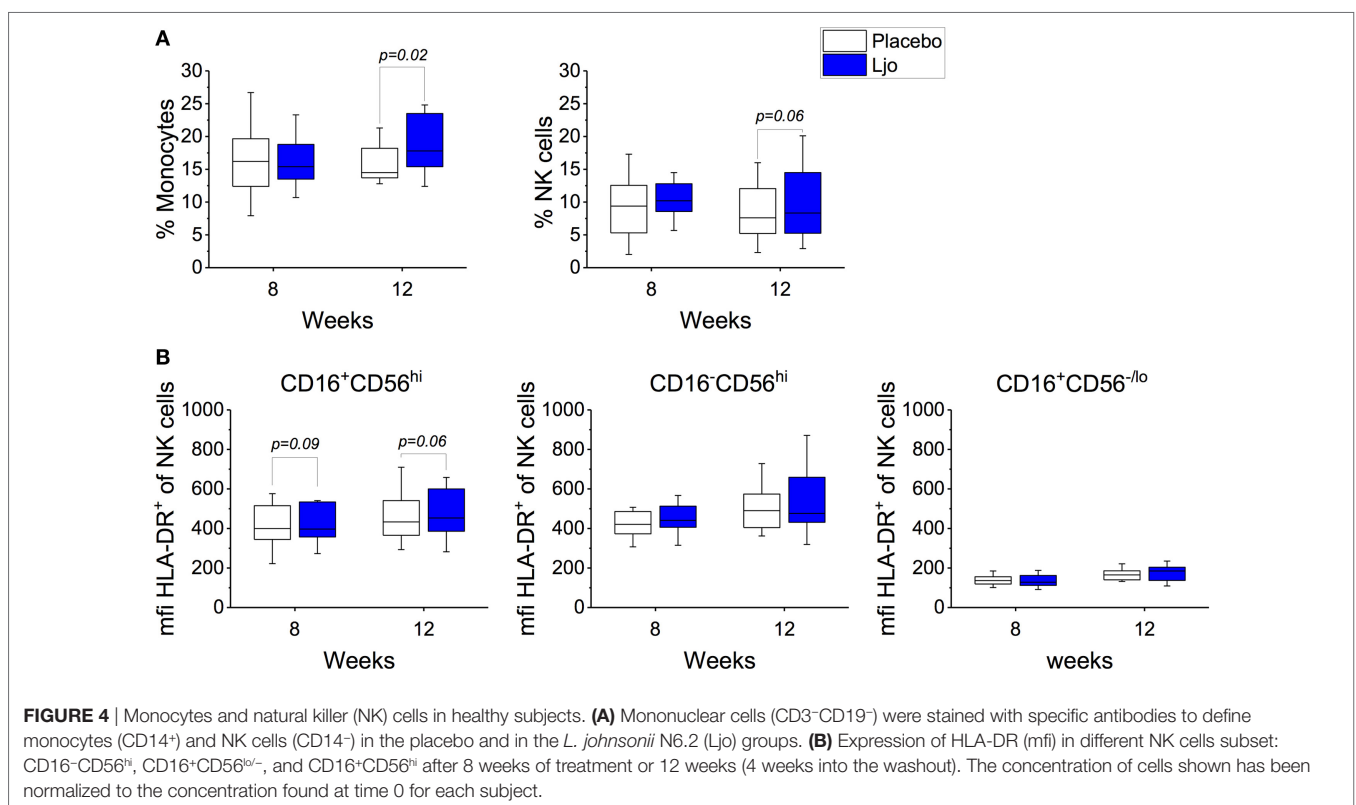 A
Placebo
Ljo
% Monocytes
30
25
20
15
10
5
0
p=0.02
8
12
Weeks
% NK cells
30
25
20
15
10
5
0
p=0.06
8
12
Weeks
B
CD16⁺CD56ʰⁱ
mfi HLA-DR⁺ of NK cells
1000
800
600
400
200
0
p=0.09
p=0.06
8
12
Weeks
CD16⁻CD56ʰⁱ
mfi HLA-DR⁺ of NK cells
1000
800
600
400
200
0
8
12
Weeks
CD16⁺CD56⁻/ˡᵒ
mfi HLA-DR⁺ of NK cells
1000
800
600
400
200
0
8
12
weeks
FIGURE 4 | Monocytes and natural killer (NK) cells in healthy subjects. (A) Mononuclear cells (CD3⁻CD19⁻) were stained with specific antibodies to define
monocytes (CD14⁺) and NK cells (CD14⁻) in the placebo and in the L. johnsonii N6.2 (Ljo) groups. (B) Expression of HLA-DR (mfi) in different NK cells subset:
CD16⁻CD56ʰⁱ, CD16⁺CD56ˡᵒ/⁻, and CD16⁺CD56ʰⁱ after 8 weeks of treatment or 12 weeks (4 weeks into the washout). The concentration of cells shown has been
normalized to the concentration found at time 0 for each subject.